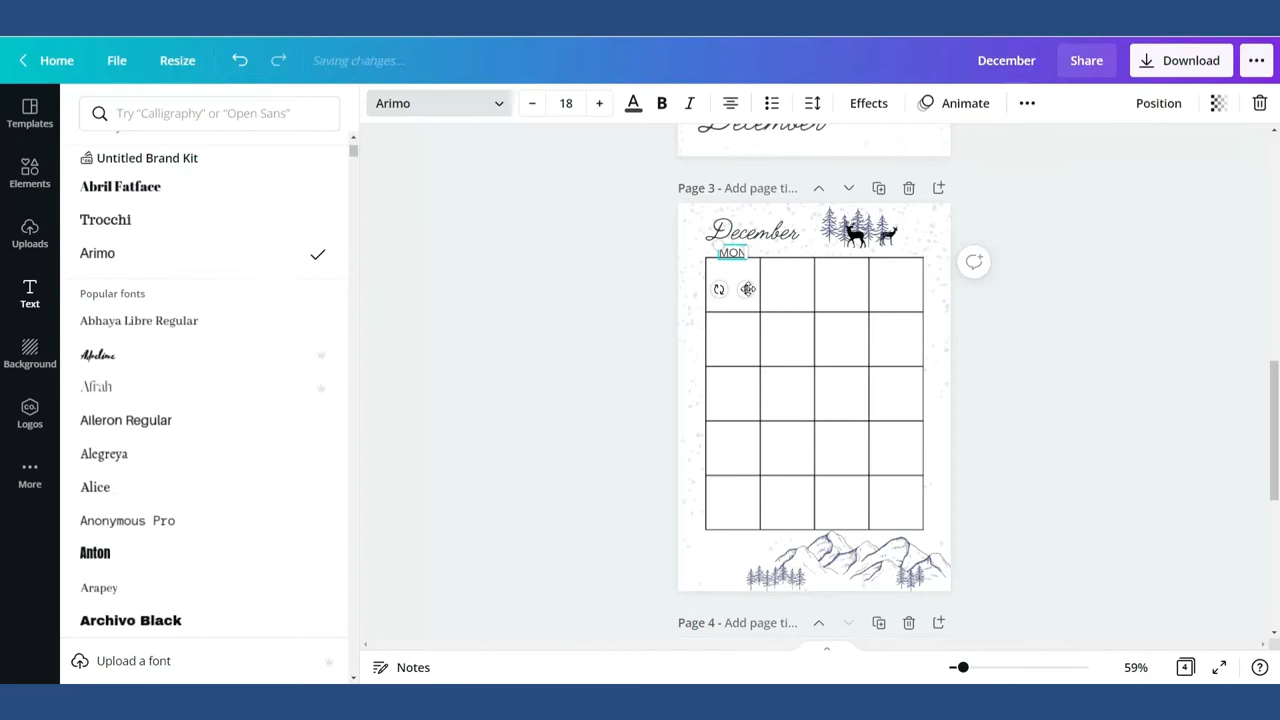 Home File Resize Saving changes... December Share Download
Templates
Elements
Uploads
Text
Background
CO.
Logos
More
Try “Calligraphy” or “Open Sans”
Untitled Brand Kit
Abril Fatface
Trocchi
Arimo
Popular fonts
Abhaya Libre Regular
Afrah
Aileron Regular
Alegreya
Alice
Anonymous Pro
Anton
Arapey
Archivo Black
Upload a font
Arimo 18 A B I Effects Animate Position
December
Page 3 - Add page ti...
December
MON
Page 4 - Add page ti...
Notes 59% 4 ?